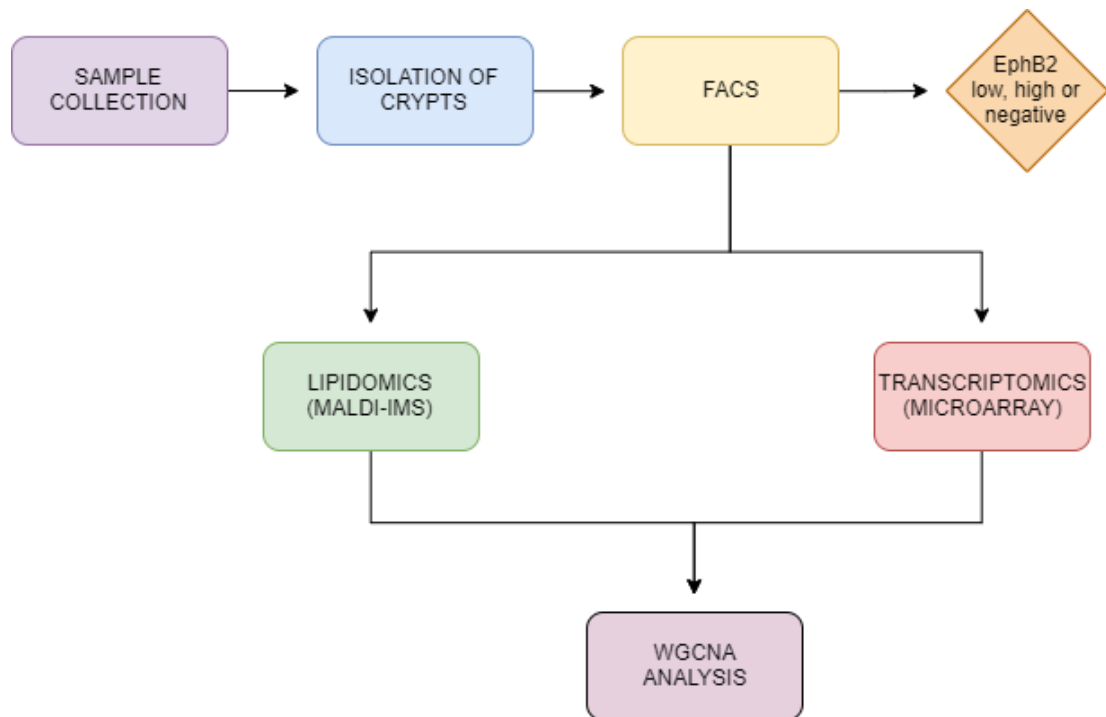 SAMPLE
COLLECTION
ISOLATION OF
CRYPTS
FACS
EphB2
low, high or
negative
LIPIDOMICS
(MALDI-IMS)
TRANSCRIPTOMICS
(MICROARRAY)
WGCNA
ANALYSIS